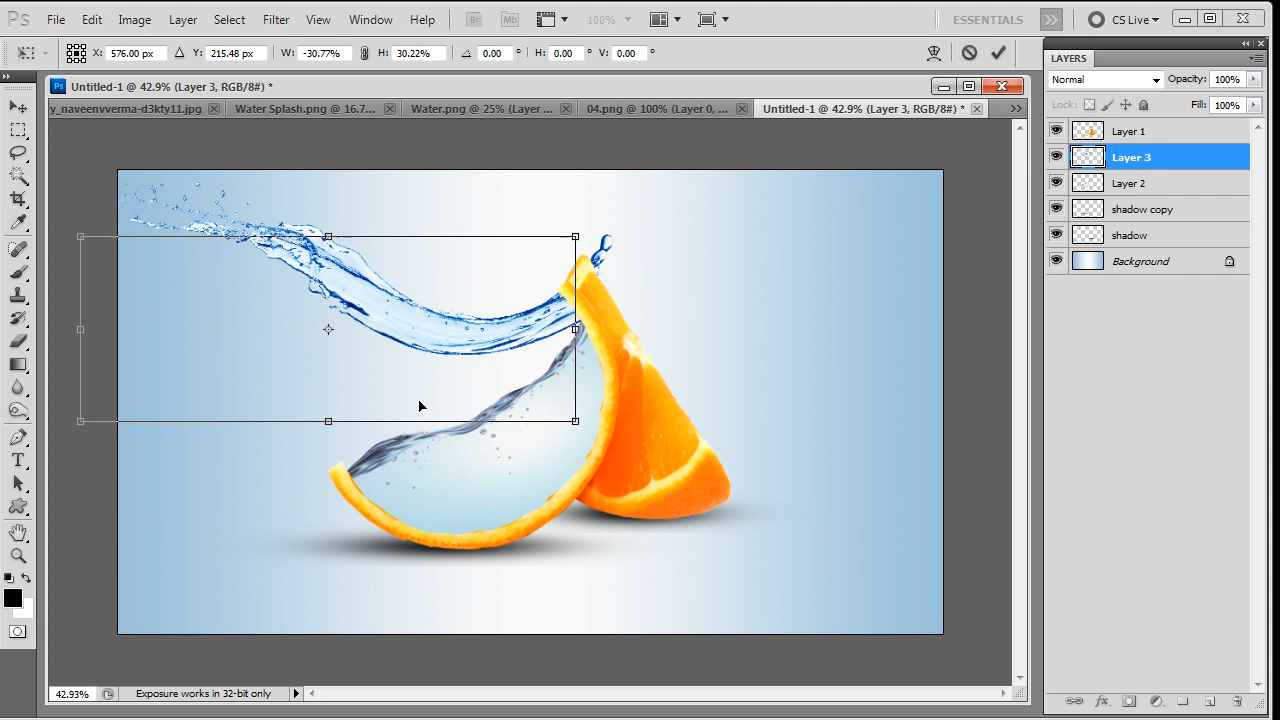 Ps File Edit Image Layer Select Filter View Window Help Br Mb 100% ESSENTIALS CS Live
X: 576.00 px Y: 215.48 px W: -30.77% H: 30.22% 0.00 ° H: 0.00 ° V: 0.00 °
Ps Untitled-1 @ 42.9% (Layer 3, RGB/8#) *
y_naveenvverma-d3kty11.jpg Water Splash.png @ 16.7... Water.png @ 25% (Layer ... 04.png @ 100% (Layer 0, ... Untitled-1 @ 42.9% (Layer 3, RGB/8#) *
LAYERS
Normal Opacity: 100%
Lock: Fill: 100%
Layer 1
Layer 3
Layer 2
shadow copy
shadow
Background
T
42.93% Exposure works in 32-bit only
fx